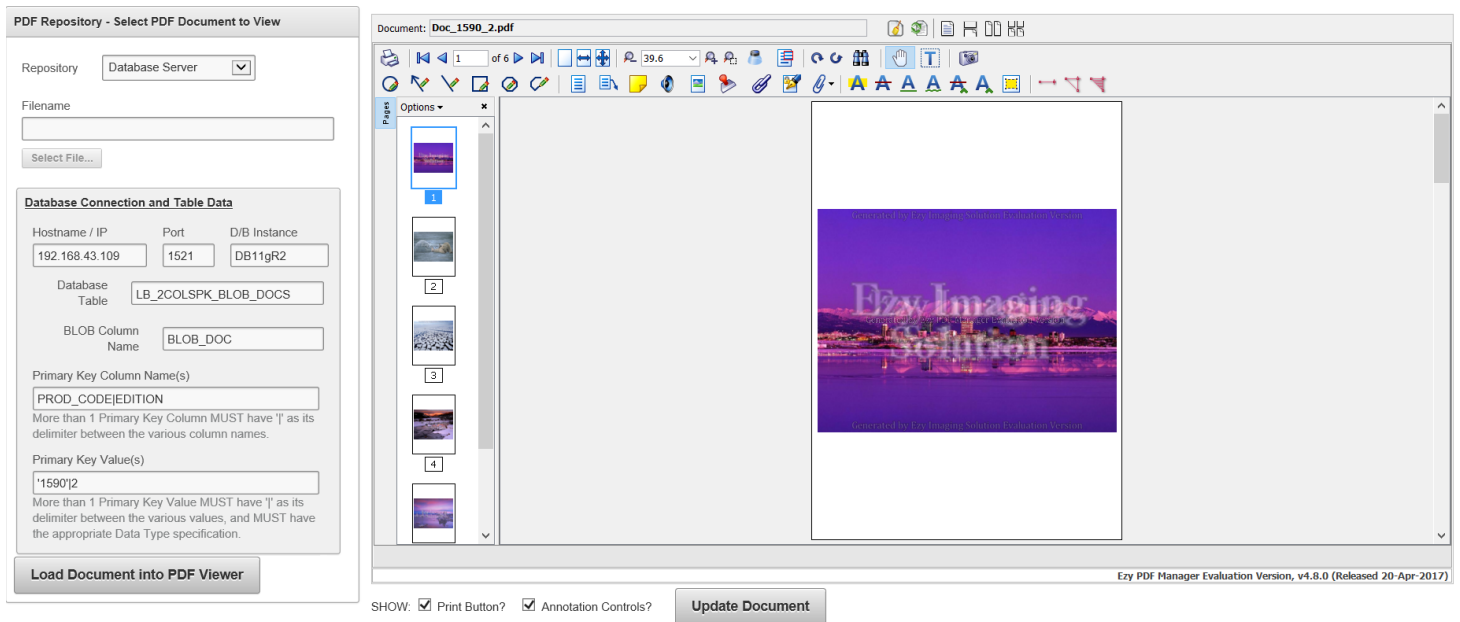 PDF Repository - Select PDF Document to View
Repository
Database Server
Filename
Select File...
Database Connection and Table Data
Hostname / IP
Port
D/B Instance
192.168.43.109
1521
DB11gR2
Database
Table
LB_2COLSPK_BLOB_DOCS
BLOB Column
Name
BLOB_DOC
Primary Key Column Name(s)
PROD_CODE|EDITION
More than 1 Primary Key Column MUST have '|' as its
delimiter between the various column names.
Primary Key Value(s)
'1590'|2
More than 1 Primary Key Value MUST have '|' as its
delimiter between the various values, and MUST have
the appropriate Data Type specification.
Load Document into PDF Viewer
Document: Doc_1590_2.pdf
1 of 6
39.6
Pages
Options
1
2
3
4
Generated by Ezy Imaging Solution Evaluation Version
Ezy Imaging
Solution
Generated by Ezy Imaging Solution Evaluation Version
Ezy PDF Manager Evaluation Version, v4.8.0 (Released 20-Apr-2017)
SHOW: Print Button? Annotation Controls?
Update Document